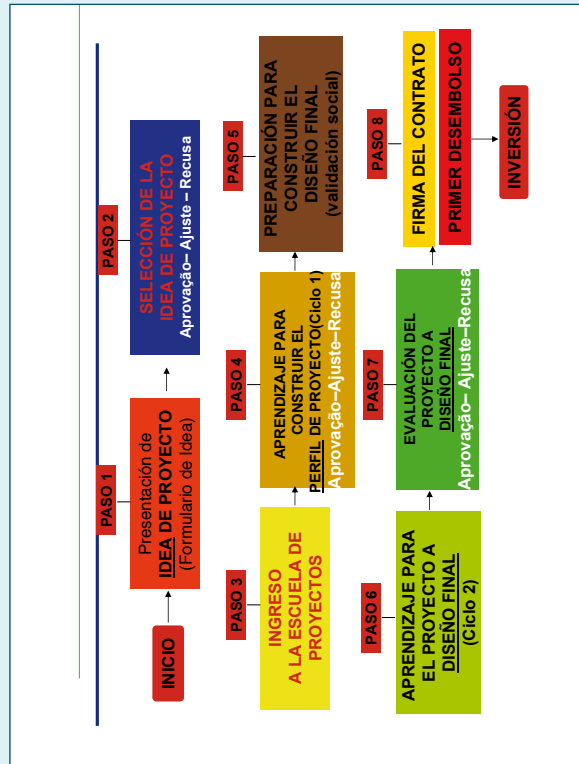 INICIO
PASO 1
Presentación de
IDEA DE PROYECTO
(Formulario de Idea)
PASO 2
SELECCIÓN DE LA
IDEA DE PROYECTO
Aprovação– Ajuste – Recusa
PASO 3
INGRESO
A LA ESCUELA DE
PROYECTOS
PASO 4
APRENDIZAJE PARA
CONSTRUIR EL
PERFIL DE PROYECTO(Ciclo 1)
Aprovação–Ajuste–Recusa
PASO 5
PREPARACIÓN PARA
CONSTRUIR EL
DISEÑO FINAL
(validación social)
PASO 6
APRENDIZAJE PARA
EL PROYECTO A
DISEÑO FINAL
(Ciclo 2)
PASO 7
EVALUACIÓN DEL
PROYECTO A
DISEÑO FINAL
Aprovação– Ajuste–Recusa
PASO 8
FIRMA DEL CONTRATO
PRIMER DESEMBOLSO
INVERSIÓN